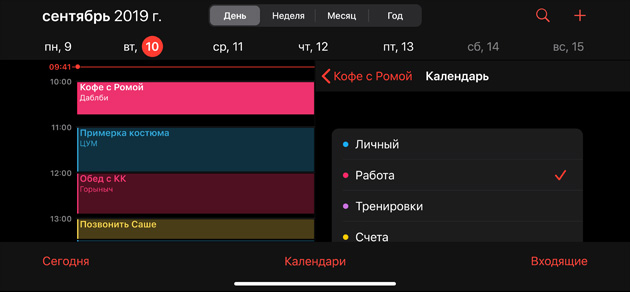 сентябрь 2019 г.
День Неделя Месяц Год
пн, 9 вт, 10 ср, 11 чт, 12 пт, 13 сб, 14 вс, 15
09:41
10:00
Кофе с Ромой
Даблби
11:00
Примерка костюма
ЦУМ
12:00
Обед с КК
Горыныч
13:00
Позвонить Саше
Кофе с Ромой Календарь
Личный
Работа
Тренировки
Счета
Сегодня Календари Входящие